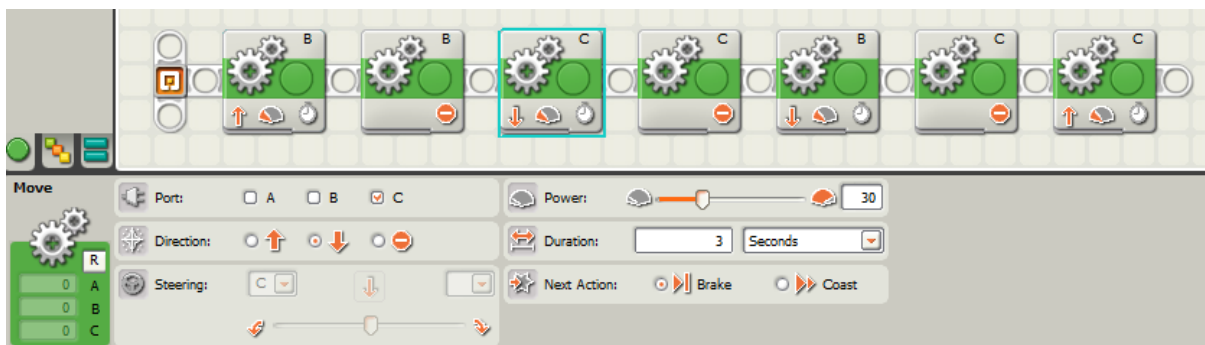 B B C C B C C
Move
R
0 A
0 B
0 C
Port: A B C
Direction:
Steering: C
Power: 30
Duration: 3 Seconds
Next Action: Brake Coast